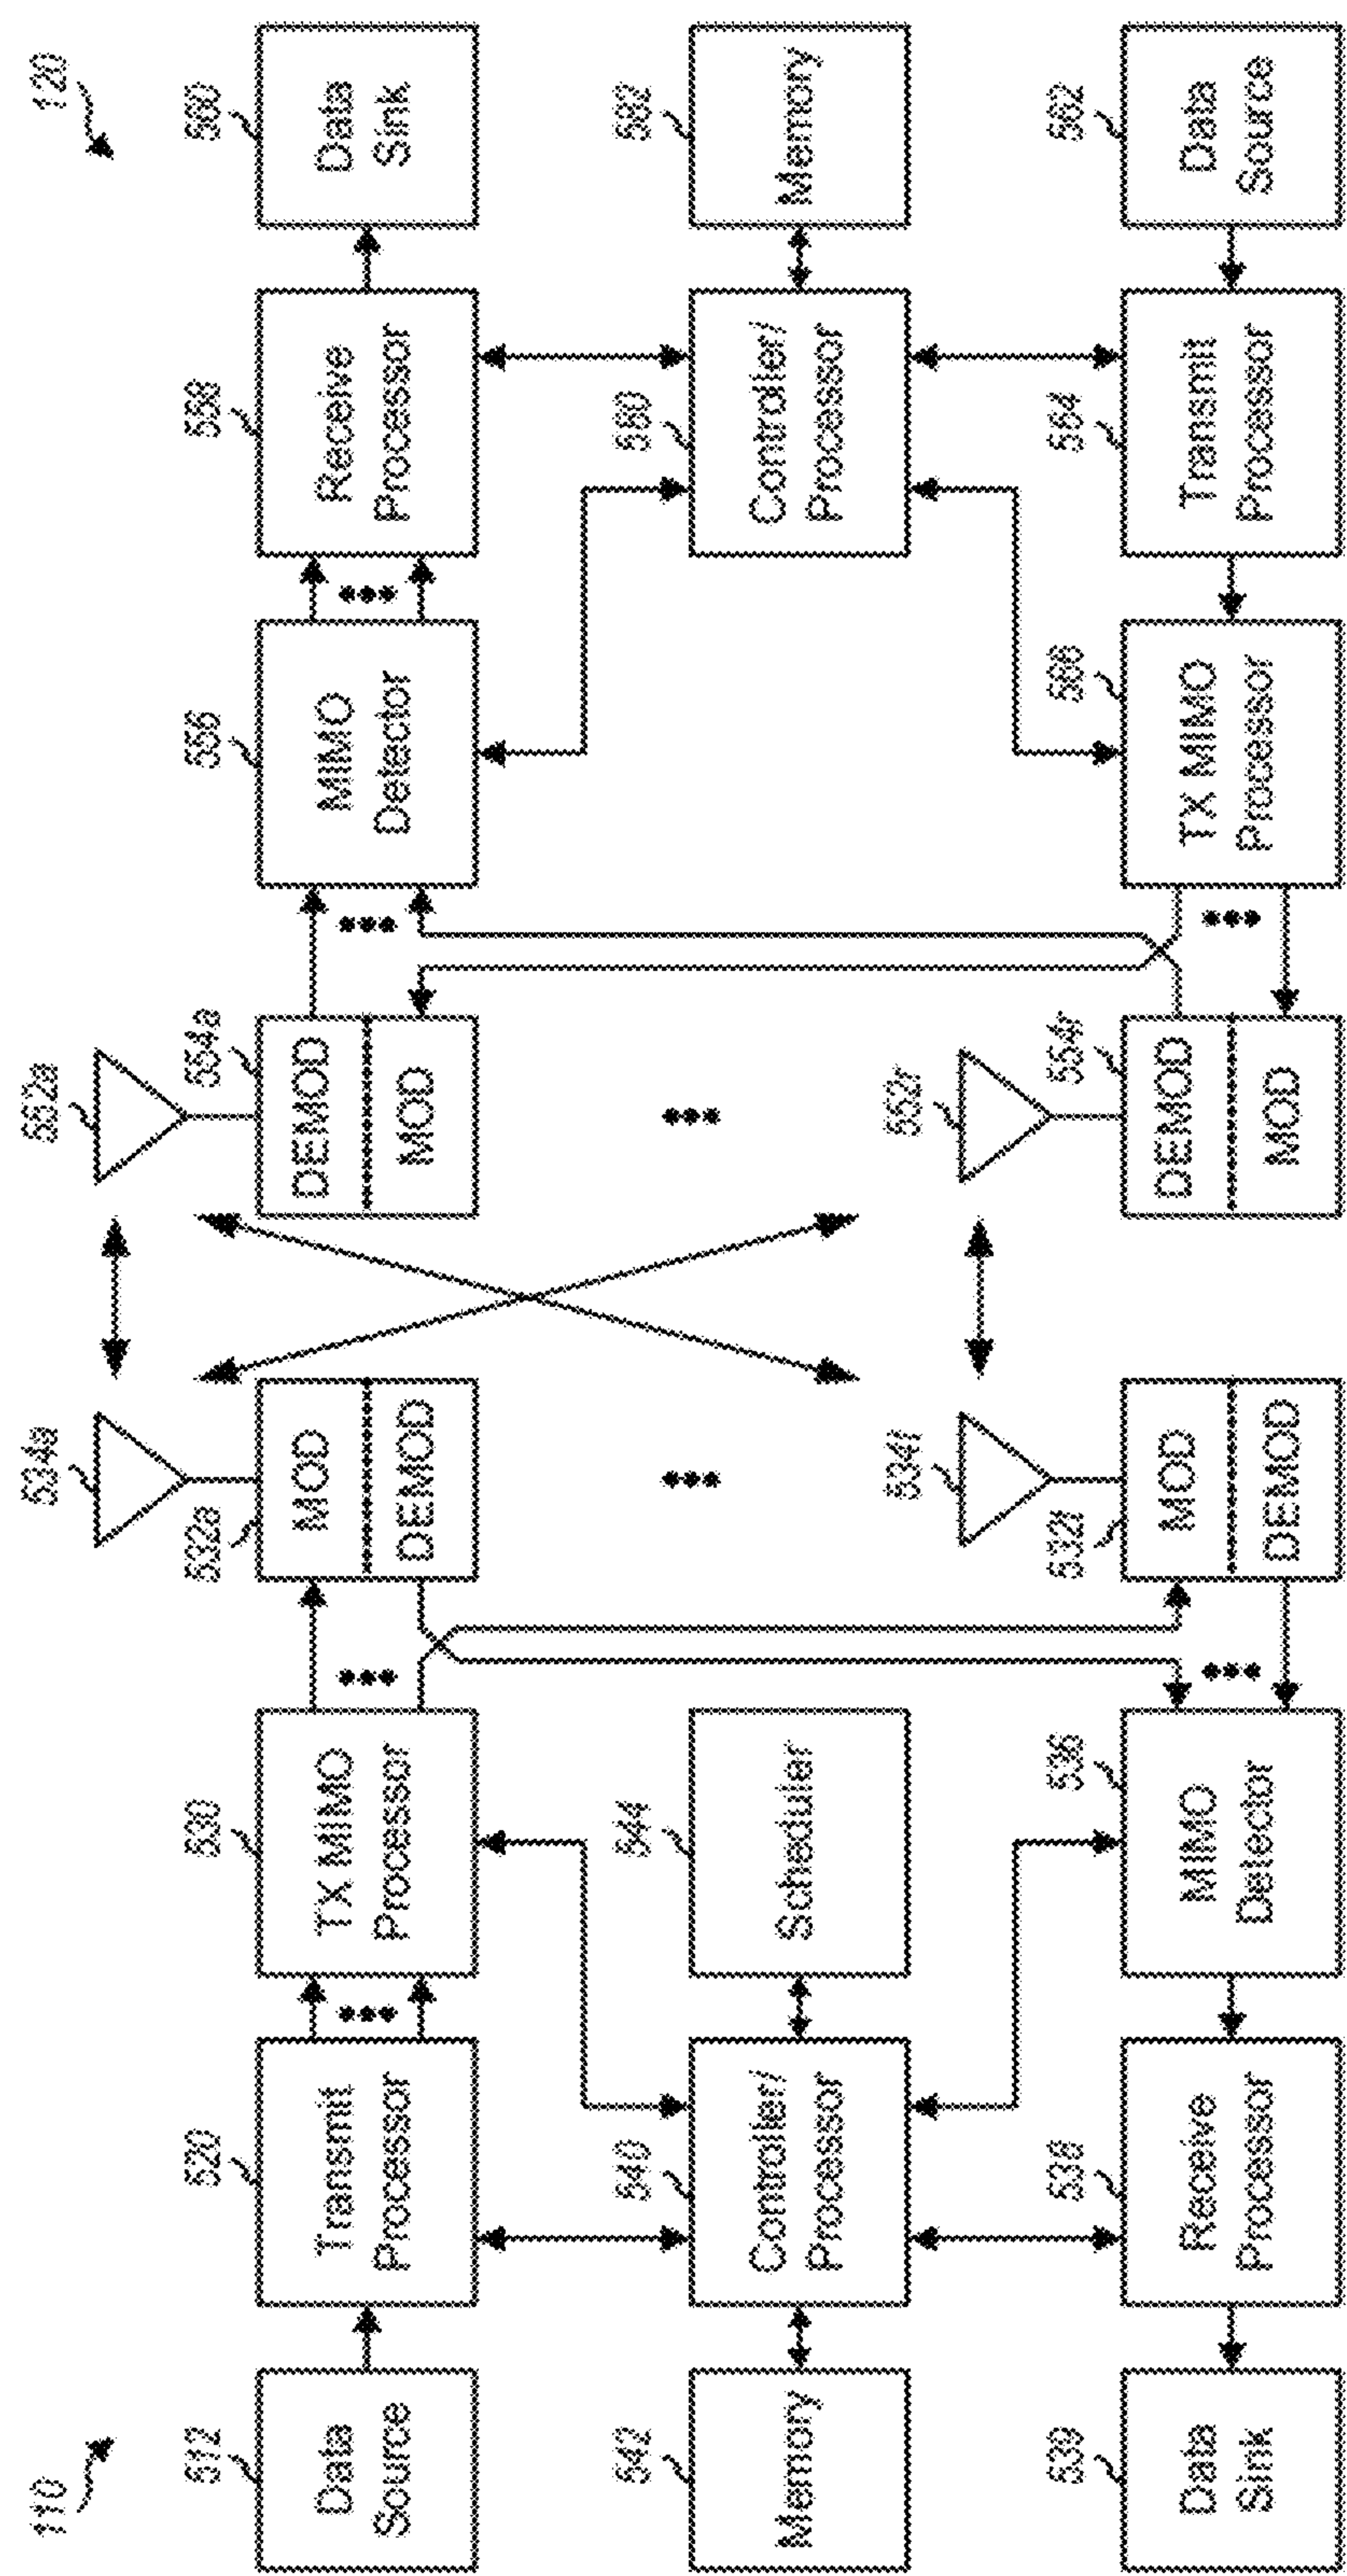 110
120
534a
552a
512
520
530
532a
554a
556
558
560
Data
Source
Transmit
Processor
TX MIMO
Processor
MOD
DEMOD
DEMOD
MOD
MIMO
Detector
Receive
Processor
Data
Sink
542
540
544
580
582
Memory
Controller/
Processor
Scheduler
Controller/
Processor
Memory
534t
552r
539
538
536
532t
554r
566
564
562
Data
Sink
Receive
Processor
MIMO
Detector
MOD
DEMOD
DEMOD
MOD
TX MIMO
Processor
Transmit
Processor
Data
Source